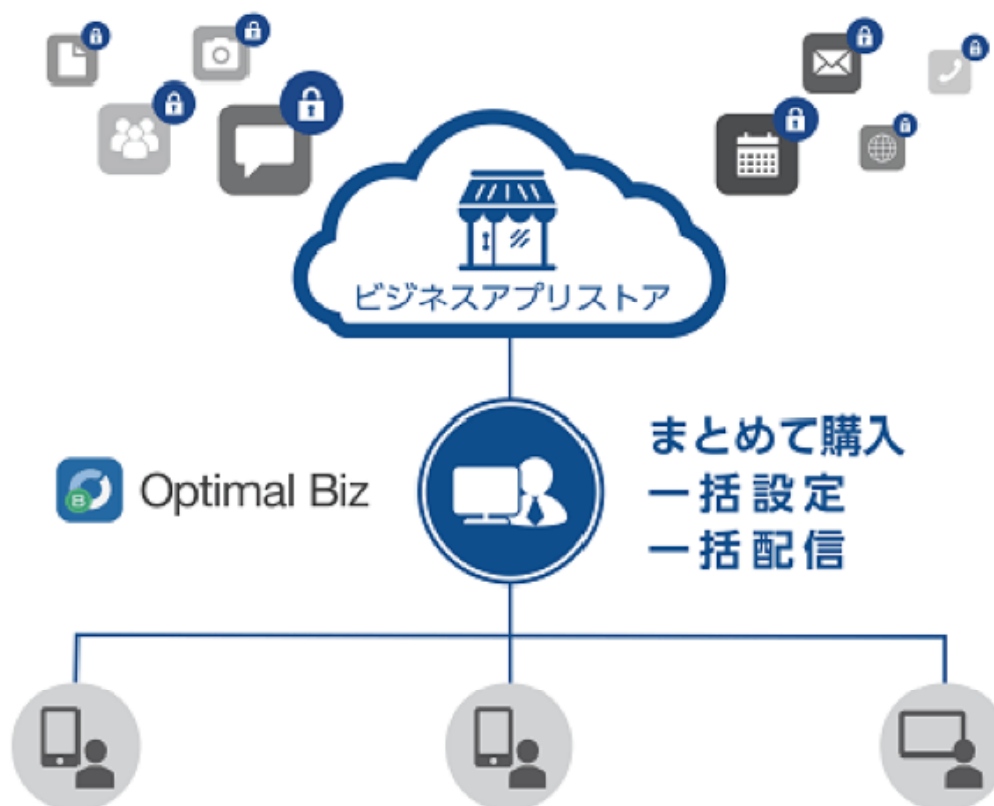 ビジネスアプリストア
Optimal Biz
まとめて購入
一括設定
一括配信
B